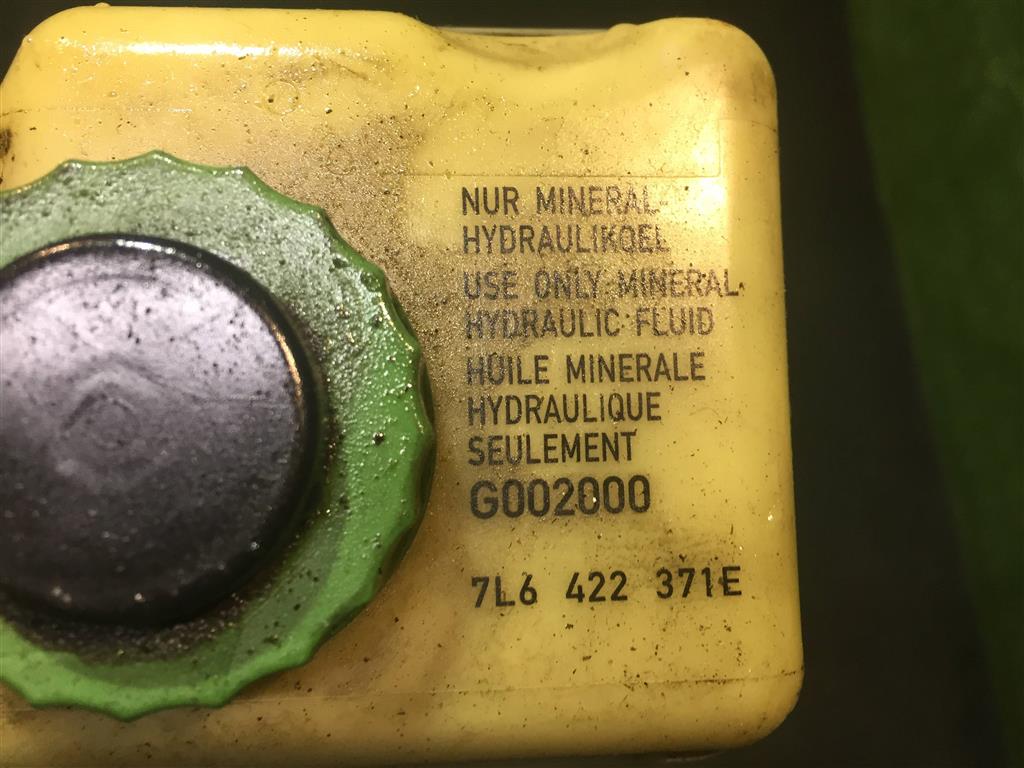 NUR MINERAL-
HYDRAULIKOEL
USE ONLY MINERAL
HYDRAULIC FLUID
HUILE MINERALE
HYDRAULIQUE
SEULEMENT
G002000
7L6 422 371E